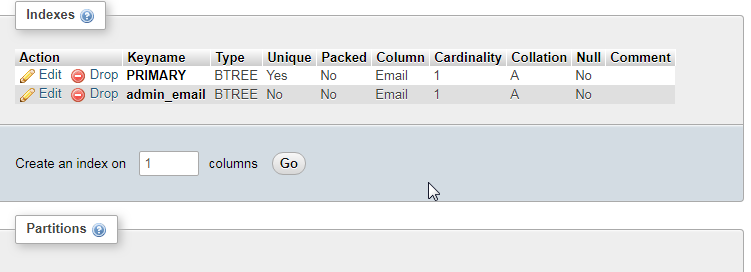 Indexes
Action Keyname Type Unique Packed Column Cardinality Collation Null Comment
Edit Drop PRIMARY BTREE Yes No Email 1 A No
Edit Drop admin_email BTREE No No Email 1 A No
Create an index on 1 columns Go
Partitions